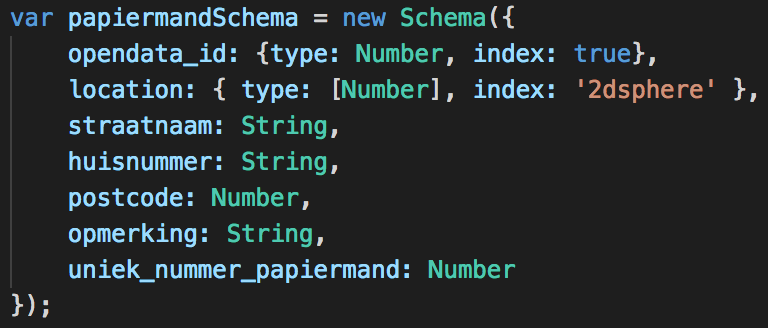 var papiermandSchema = new Schema({
    opendata_id: {type: Number, index: true},
    location: { type: [Number], index: '2dsphere' },
    straatnaam: String,
    huisnummer: String,
    postcode: Number,
    opmerking: String,
    uniek_nummer_papiermand: Number
});